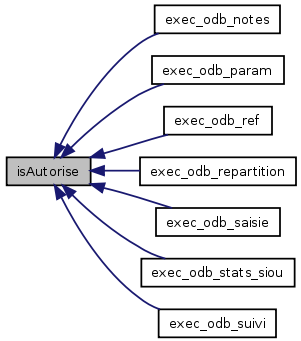 exec_odb_notes
exec_odb_param
exec_odb_ref
isAutorise
exec_odb_repartition
exec_odb_saisie
exec_odb_stats_siou
exec_odb_suivi